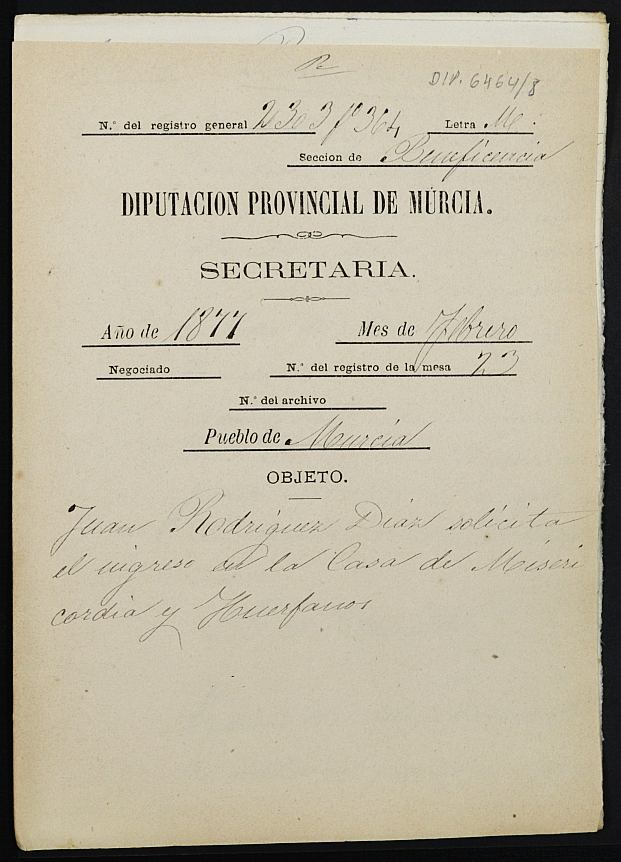 R
DIP. 6464/8
N.º del registro general 2303 fº 364 Letra M.
Seccion de Beneficencia
DIPUTACION PROVINCIAL DE MURCIA.
SECRETARIA.
Año de 1877 Mes de Febrero
Negociado N.º del registro de la mesa 23
N.º del archivo
Pueblo de Murcia
OBJETO.
Juan Rodriguez Diaz solicita
el ingreso en la Casa de Miseri
cordia y Huerfanos